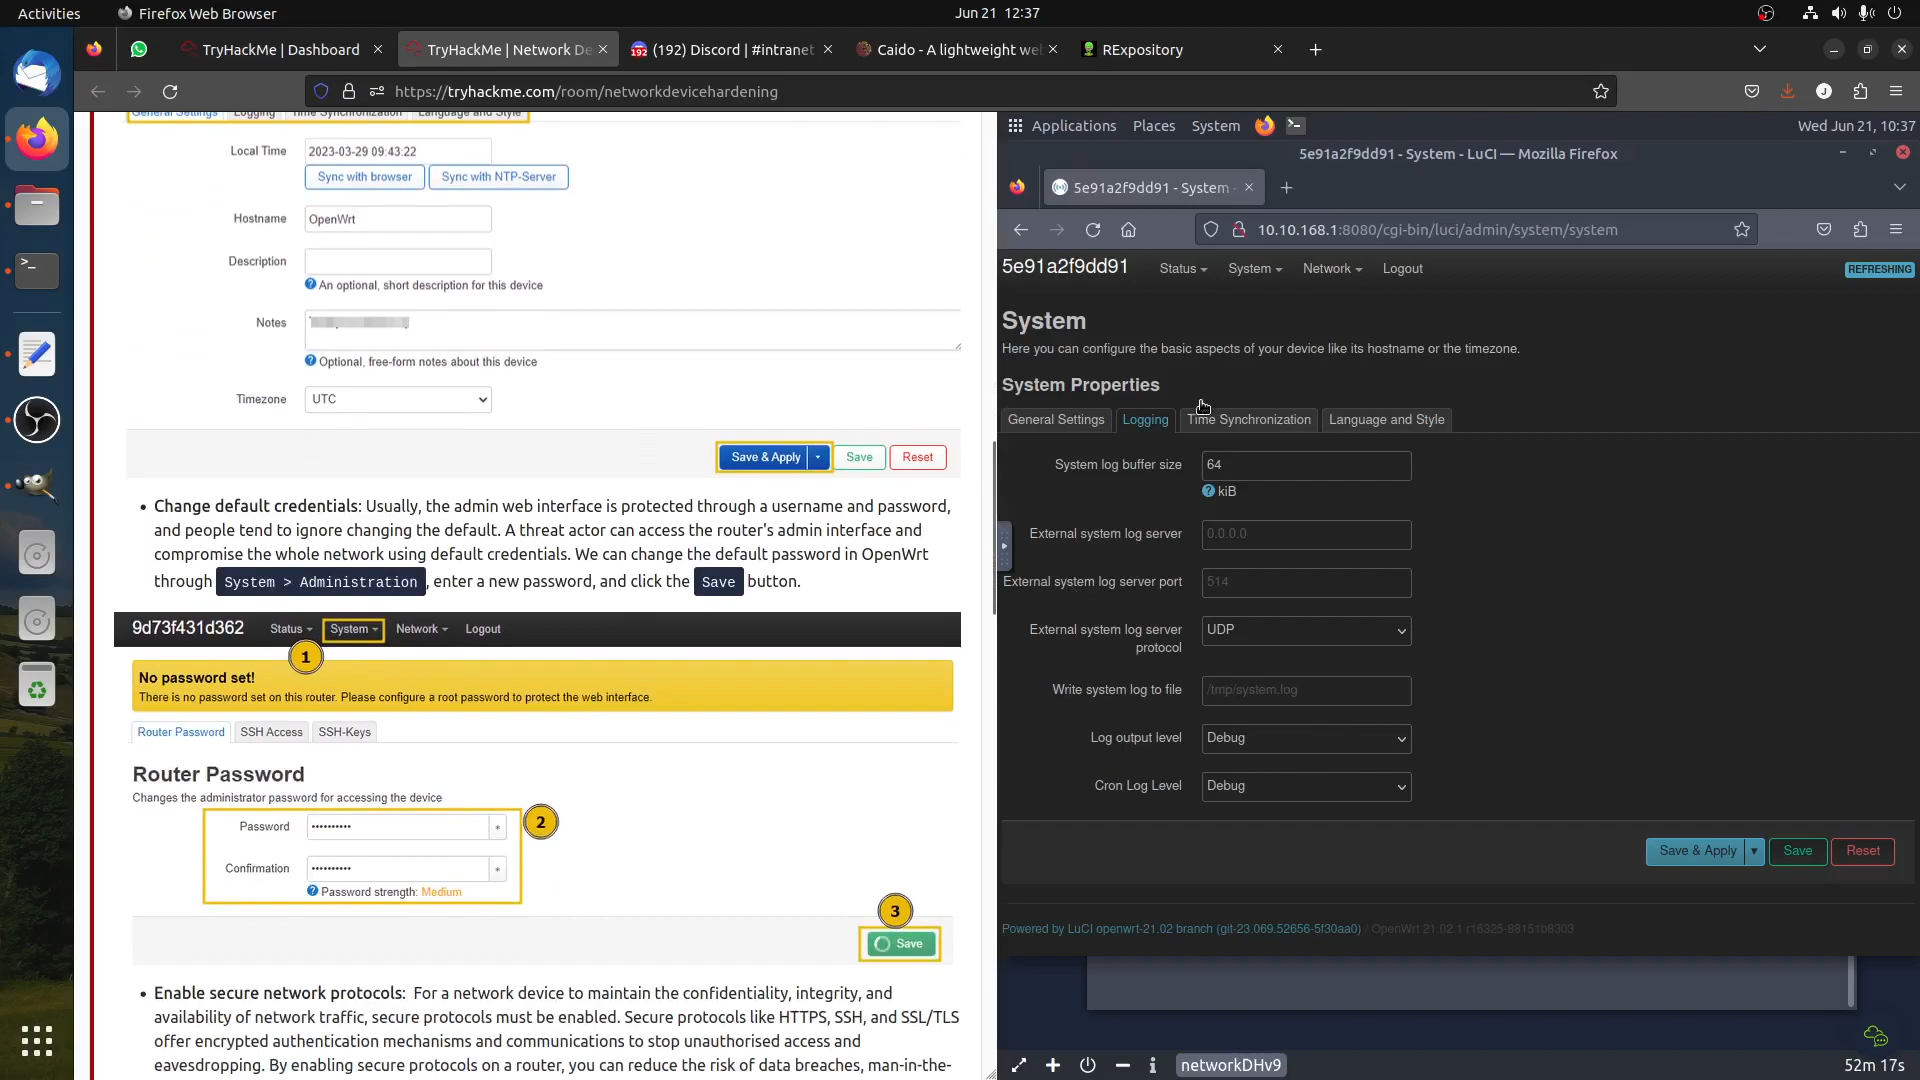 Activities
Firefox Web Browser
Jun 21 12:37
TryHackMe | Dashboard
TryHackMe | Network De
(192) Discord | #intranet
Caido - A lightweight we
RExpository
https://tryhackme.com/room/networkdevicehardening
General Settings Logging Time Synchronization Language and Style
Local Time
2023-03-29 09:43:22
Sync with browser
Sync with NTP-Server
Hostname
OpenWrt
Description
An optional, short description for this device
Notes
Optional, free-form notes about this device
Timezone
UTC
Save & Apply
Save
Reset
• Change default credentials: Usually, the admin web interface is protected through a username and password,
and people tend to ignore changing the default. A threat actor can access the router's admin interface and
compromise the whole network using default credentials. We can change the default password in OpenWrt
through System > Administration, enter a new password, and click the Save button.
9d73f431d362 Status System Network Logout
1
No password set!
There is no password set on this router. Please configure a root password to protect the web interface.
Router Password SSH Access SSH-Keys
Router Password
Changes the administrator password for accessing the device
Password
2
Confirmation
Password strength: Medium
3
Save
• Enable secure network protocols: For a network device to maintain the confidentiality, integrity, and
availability of network traffic, secure protocols must be enabled. Secure protocols like HTTPS, SSH, and SSL/TLS
offer encrypted authentication mechanisms and communications to stop unauthorised access and
eavesdropping. By enabling secure protocols on a router, you can reduce the risk of data breaches, man-in-the-
Applications Places System
Wed Jun 21, 10:37
5e91a2f9dd91 - System - LuCI — Mozilla Firefox
5e91a2f9dd91 - System -
10.10.168.1:8080/cgi-bin/luci/admin/system/system
5e91a2f9dd91 Status System Network Logout
REFRESHING
System
Here you can configure the basic aspects of your device like its hostname or the timezone.
System Properties
General Settings Logging Time Synchronization Language and Style
System log buffer size
64
kiB
External system log server
0.0.0.0
External system log server port
514
External system log server
protocol
UDP
Write system log to file
/tmp/system.log
Log output level
Debug
Cron Log Level
Debug
Save & Apply
Save
Reset
Powered by LuCI openwrt-21.02 branch (git-23.069.52656-5f30aa0) / OpenWrt 21.02.1 r16325-88151b8303
networkDHv9
52m 17s